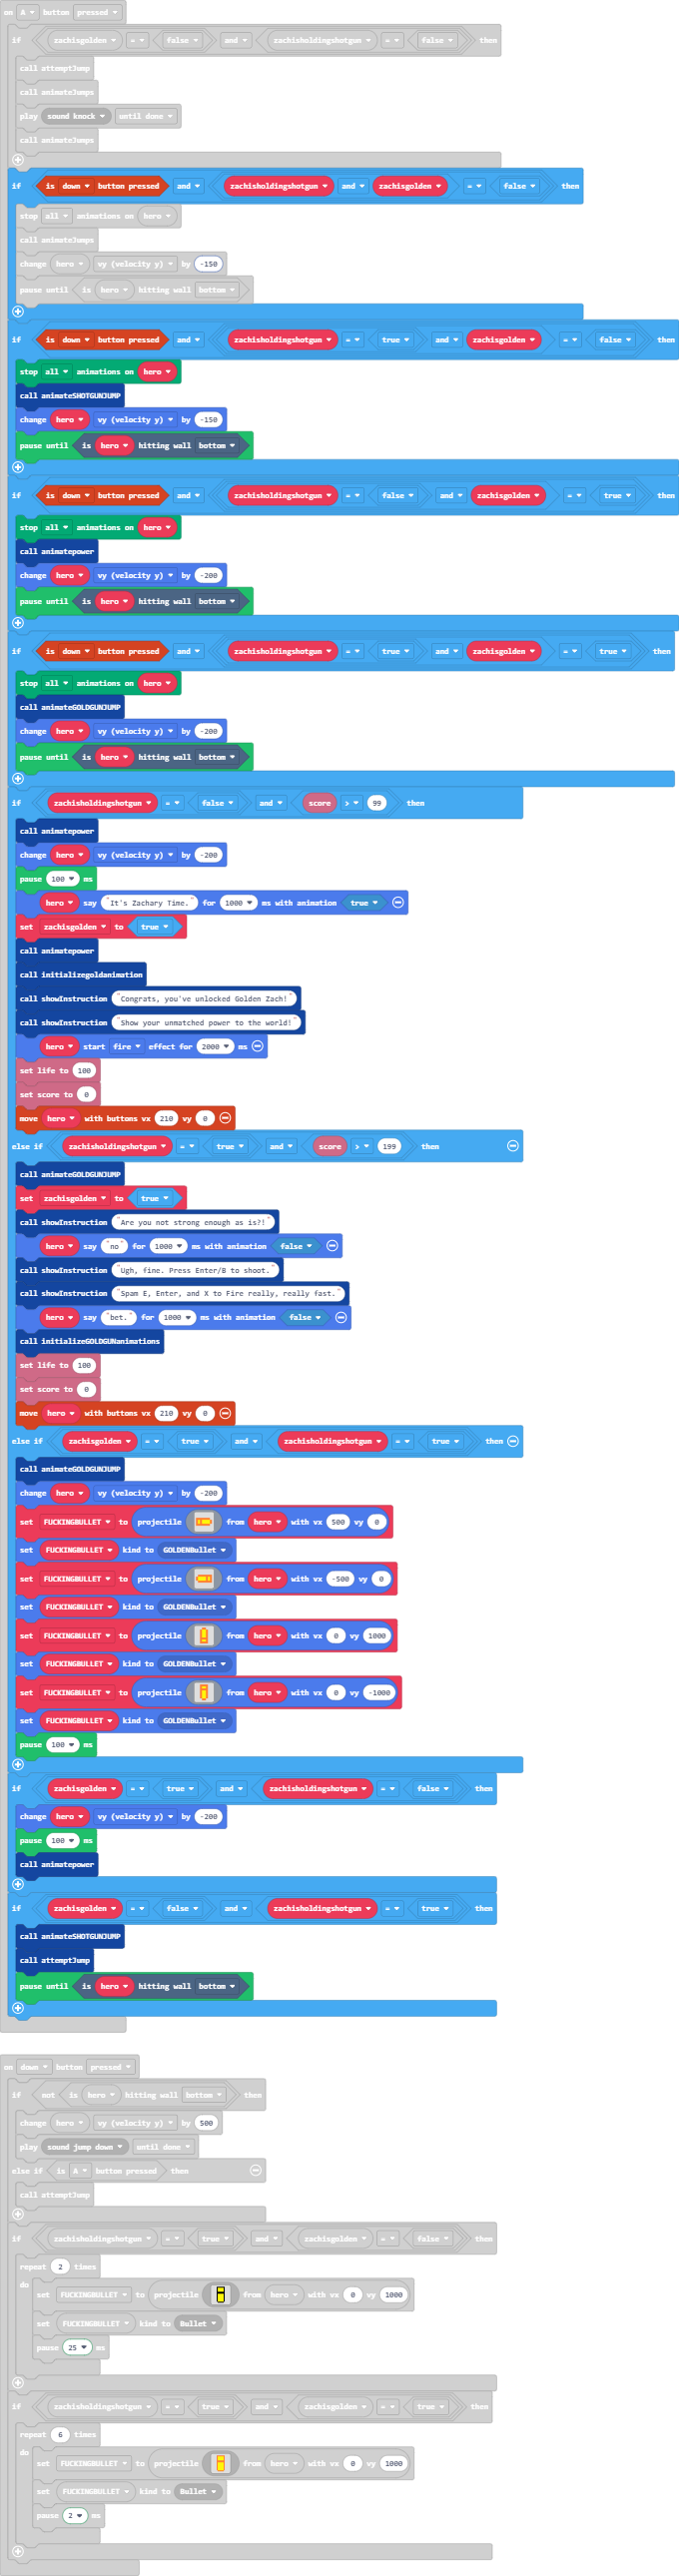 on A button pressed
if zachisgolden = false and zachisholdingshotgun = false then
call attemptJump
call animateJumps
play sound knock until done
call animateJumps
if is down button pressed and zachisholdingshotgun and zachisgolden = false then
stop all animations on hero
call animateJumps
change hero vy (velocity y) by -150
pause until is hero hitting wall bottom
if is down button pressed and zachisholdingshotgun = true and zachisgolden = false then
stop all animations on hero
call animateSHOTGUNJUMP
change hero vy (velocity y) by -150
pause until is hero hitting wall bottom
if is down button pressed and zachisholdingshotgun = false and zachisgolden = true then
stop all animations on hero
call animatepower
change hero vy (velocity y) by -200
pause until is hero hitting wall bottom
if is down button pressed and zachisholdingshotgun = true and zachisgolden = true then
stop all animations on hero
call animateGOLDGUNJUMP
change hero vy (velocity y) by -200
pause until is hero hitting wall bottom
if zachisholdingshotgun = false and score > 99 then
call animatepower
change hero vy (velocity y) by -200
pause 100 ms
hero say "It's Zachary Time." for 1000 ms with animation true
set zachisgolden to true
call animatepower
call initializegoldanimation
call showInstruction "Congrats, you've unlocked Golden Zach!"
call showInstruction "Show your unmatched power to the world!"
hero start fire effect for 2000 ms
set life to 100
set score to 0
move hero with buttons vx 210 vy 0
else if zachisholdingshotgun = true and score > 199 then
call animateGOLDGUNJUMP
set zachisgolden to true
call showInstruction "Are you not strong enough as is?!"
hero say "no" for 1000 ms with animation false
call showInstruction "Ugh, fine. Press Enter/B to shoot."
call showInstruction "Spam E, Enter, and X to Fire really, really fast."
hero say "bet." for 1000 ms with animation false
call initializeGOLDGUNanimations
set life to 100
set score to 0
move hero with buttons vx 210 vy 0
else if zachisgolden = true and zachisholdingshotgun = true then
call animateGOLDGUNJUMP
change hero vy (velocity y) by -200
set FUCKINGBULLET to projectile from hero with vx 500 vy 0
set FUCKINGBULLET kind to GOLDENBullet
set FUCKINGBULLET to projectile from hero with vx -500 vy 0
set FUCKINGBULLET kind to GOLDENBullet
set FUCKINGBULLET to projectile from hero with vx 0 vy 1000
set FUCKINGBULLET kind to GOLDENBullet
set FUCKINGBULLET to projectile from hero with vx 0 vy -1000
set FUCKINGBULLET kind to GOLDENBullet
pause 100 ms
if zachisgolden = true and zachisholdingshotgun = false then
change hero vy (velocity y) by -200
pause 100 ms
call animatepower
if zachisgolden = false and zachisholdingshotgun = true then
call animateSHOTGUNJUMP
call attemptJump
pause until is hero hitting wall bottom
on down button pressed
if not is hero hitting wall bottom then
change hero vy (velocity y) by 500
play sound jump down until done
else if is A button pressed then
call attemptJump
if zachisholdingshotgun = true and zachisgolden = false then
repeat 2 times
do set FUCKINGBULLET to projectile from hero with vx 0 vy 1000
set FUCKINGBULLET kind to Bullet
pause 25 ms
if zachisholdingshotgun = true and zachisgolden = true then
repeat 6 times
do set FUCKINGBULLET to projectile from hero with vx 0 vy 1000
set FUCKINGBULLET kind to Bullet
pause 2 ms